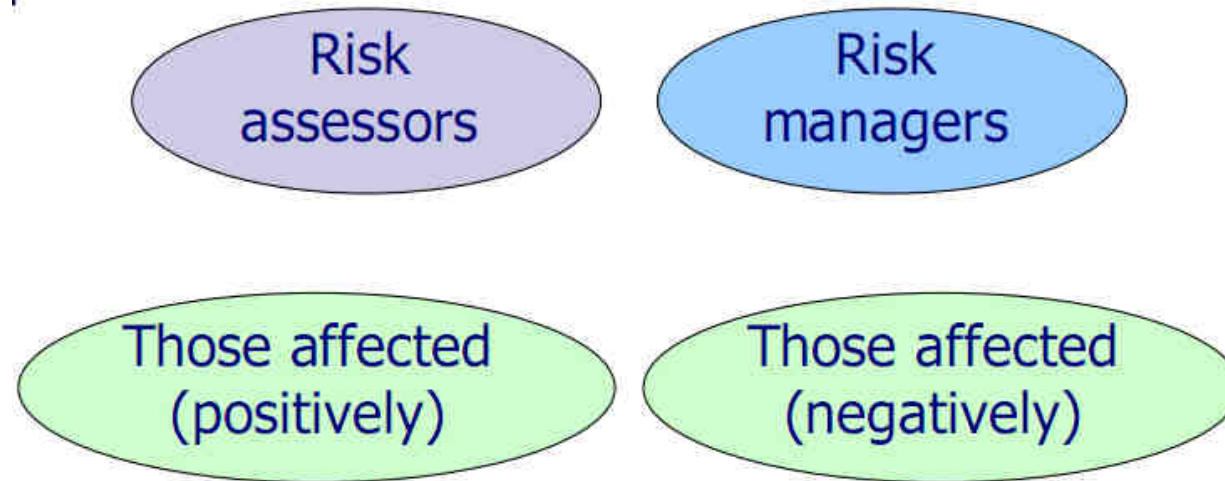 Risk
assessors
Risk
managers
Those affected
(positively)
Those affected
(negatively)